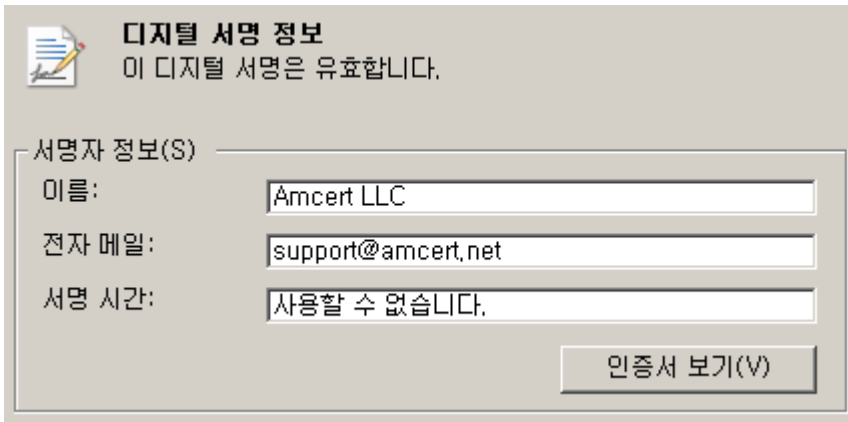 디지털 서명 정보
이 디지털 서명은 유효합니다.
서명자 정보(S)
이름: Amcert LLC
전자 메일: support@amcert.net
서명 시간: 사용할 수 없습니다.
인증서 보기(V)